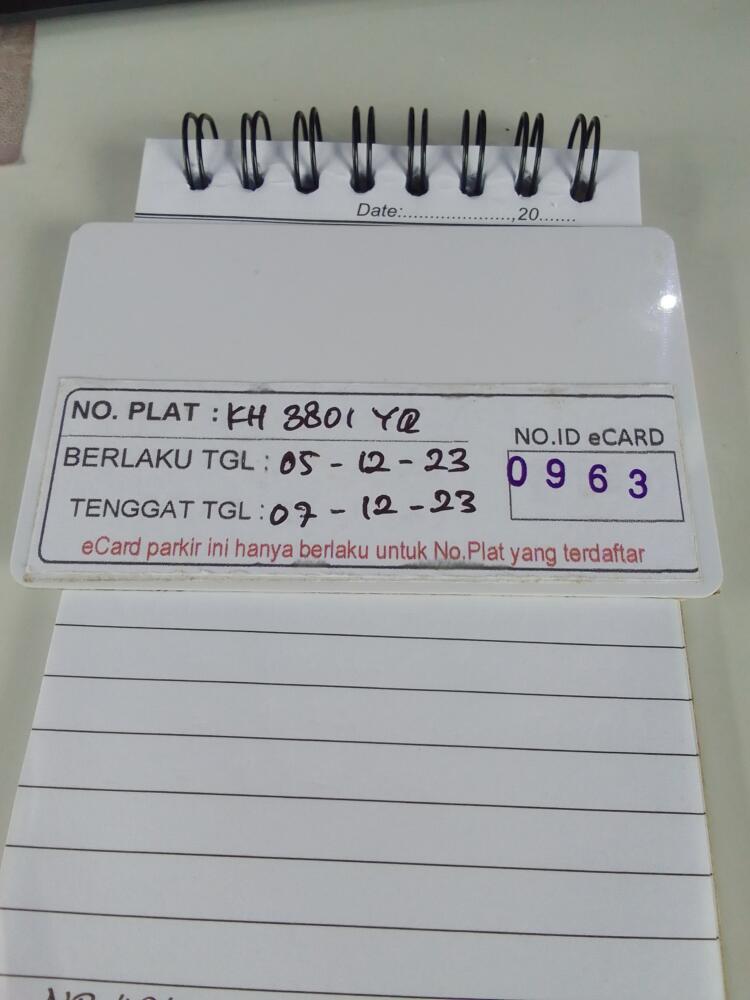 Date:....................,20.......
NO. PLAT : KH 3801 YQ
BERLAKU TGL : 05 - 12 - 23
TENGGAT TGL : 07 - 12 - 23
NO.ID eCARD
0963
eCard parkir ini hanya berlaku untuk No.Plat yang terdaftar